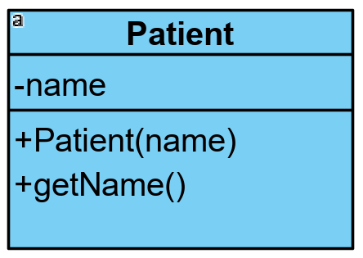 a
Patient
-name
+Patient(name)
+getName()